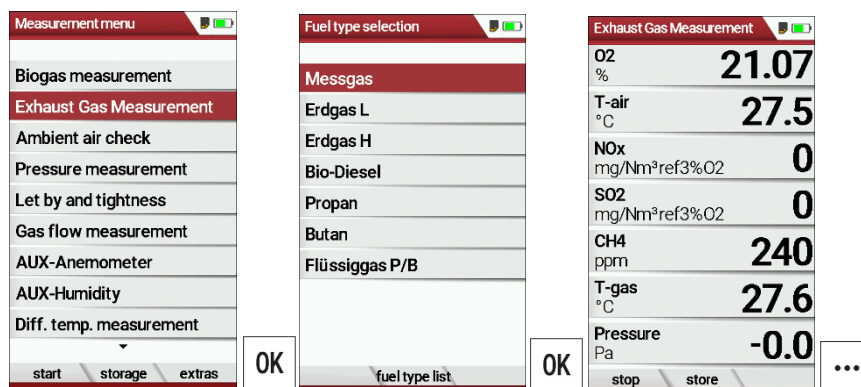 Measurement menu
Biogas measurement
Exhaust Gas Measurement
Ambient air check
Pressure measurement
Let by and tightness
Gas flow measurement
AUX-Anemometer
AUX-Humidity
Diff. temp. measurement
start storage extras
OK
Fuel type selection
Messgas
Erdgas L
Erdgas H
Bio-Diesel
Propan
Butan
Flüssiggas P/B
fuel type list
OK
Exhaust Gas Measurement
O2
% 21.07
T-air
°C 27.5
NOx
mg/Nm³ref3%O2 0
SO2
mg/Nm³ref3%O2 0
CH4
ppm 240
T-gas
°C 27.6
Pressure
Pa -0.0
stop store
...